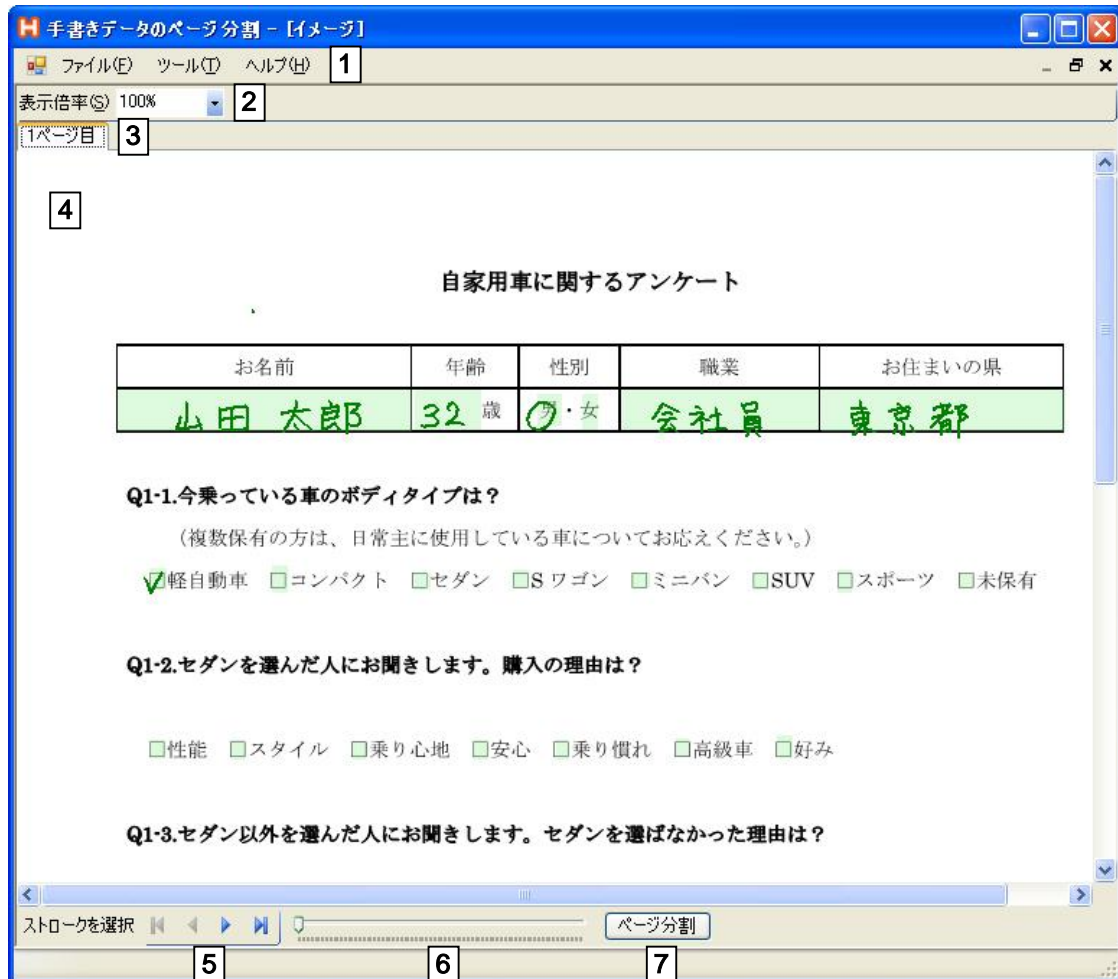 手書きデータのページ分割 - [イメージ]
ファイル(F) ツール(T) ヘルプ(H) 1
表示倍率(S) 100% 2
1ページ目 3
4
自家用車に関するアンケート
お名前 年齢 性別 職業 お住まいの県
山田 太郎 32 歳 男・女 会社員 東京都
Q1-1.今乗っている車のボディタイプは?
(複数保有の方は、日常主に使用している車についてお応えください。)
☑軽自動車 □コンパクト □セダン □Sワゴン □ミニバン □SUV □スポーツ □未保有
Q1-2.セダンを選んだ人にお聞きします。購入の理由は?
□性能 □スタイル □乗り心地 □安心 □乗り慣れ □高級車 □好み
Q1-3.セダン以外を選んだ人にお聞きします。セダンを選ばなかった理由は?
ストロークを選択 ページ分割
5 6 7